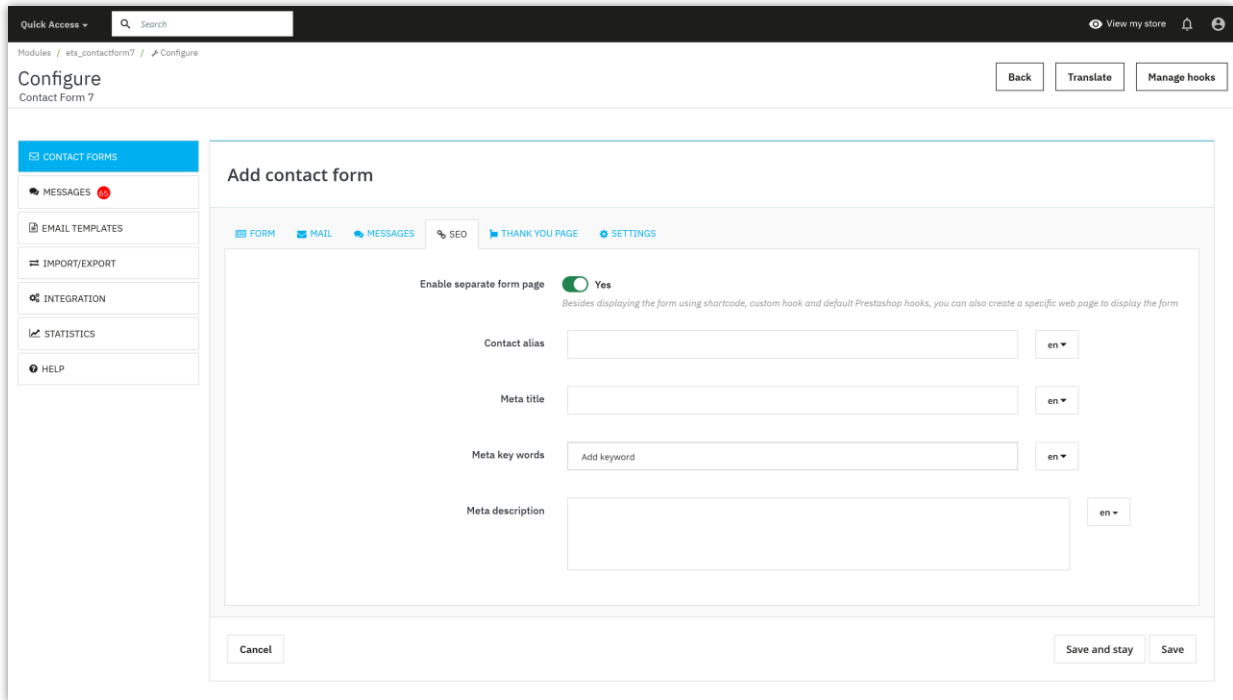 Quick Access
Search
View my store
Modules / ets_contactform7 / Configure
Configure
Contact Form 7
Back
Translate
Manage hooks
CONTACT FORMS
MESSAGES 65
EMAIL TEMPLATES
IMPORT/EXPORT
INTEGRATION
STATISTICS
HELP
Add contact form
FORM MAIL MESSAGES SEO THANK YOU PAGE SETTINGS
Enable separate form page Yes
Besides displaying the form using shortcode, custom hook and default Prestashop hooks, you can also create a specific web page to display the form
Contact alias en
Meta title en
Meta key words Add keyword en
Meta description en
Cancel
Save and stay
Save